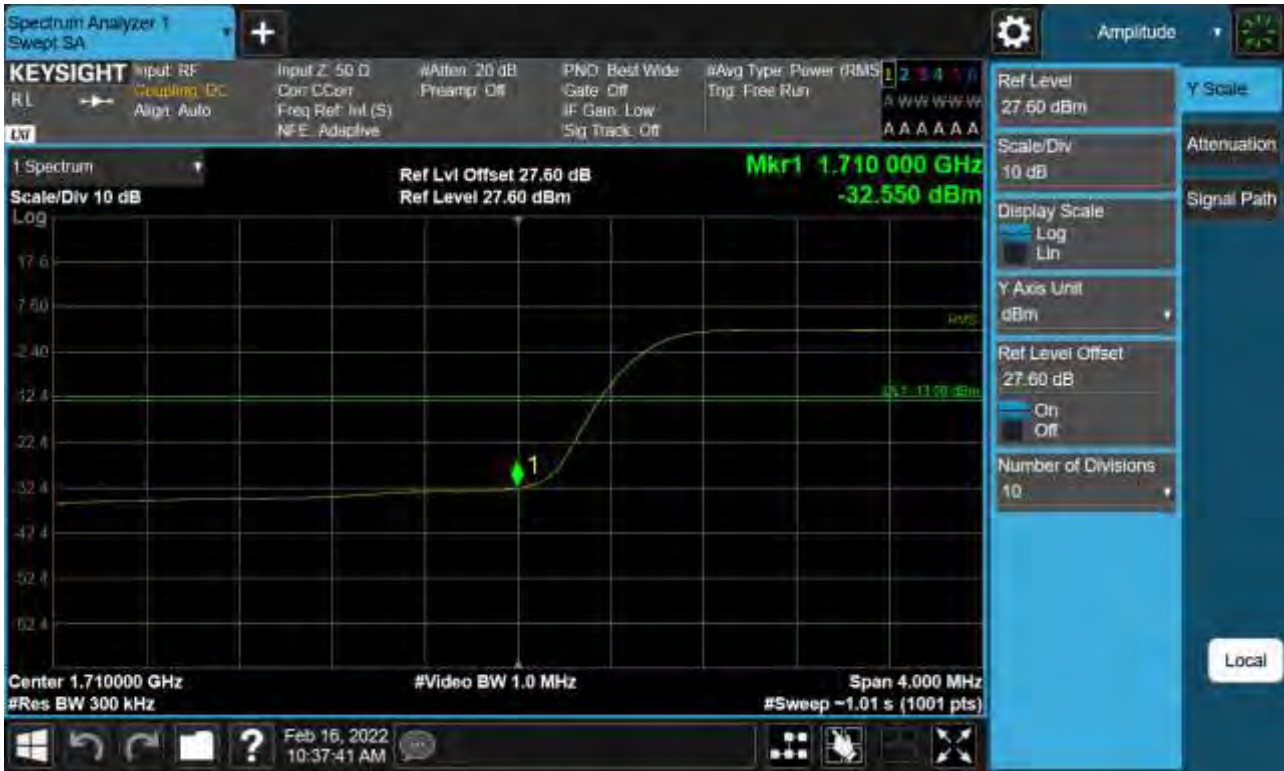 Spectrum Analyzer 1
Swept SA
+
Amplitude
KEYSIGHT
RL
Input: RF
Coupling: DC
Align: Auto
Input Z: 50 Ω
Corr CCorr
Freq Ref: Int (S)
NFE: Adaptive
#Atten: 20 dB
Preamp: Off
PNO: Best Wide
Gate: Off
IF Gain: Low
Sig Track: Off
#Avg Type: Power (RMS
Trig: Free Run
1 2 3 4 5 6
A W W W W W
A A A A A A
LXI
1 Spectrum
Scale/Div 10 dB
Log
Ref Lvl Offset 27.60 dB
Ref Level 27.60 dBm
Mkr1 1.710 000 GHz
-32.550 dBm
17.6
7.60
-2.40
-12.4
-22.4
-32.4
-42.4
-52.4
-62.4
RMS
DL1 -13.00 dBm
1
Center 1.710000 GHz
#Res BW 300 kHz
#Video BW 1.0 MHz
Span 4.000 MHz
#Sweep ~1.01 s (1001 pts)
Ref Level
27.60 dBm
Scale/Div
10 dB
Display Scale
Log
Lin
Y Axis Unit
dBm
Ref Level Offset
27.60 dB
On
Off
Number of Divisions
10
Y Scale
Attenuation
Signal Path
Local
?
Feb 16, 2022
10:37:41 AM